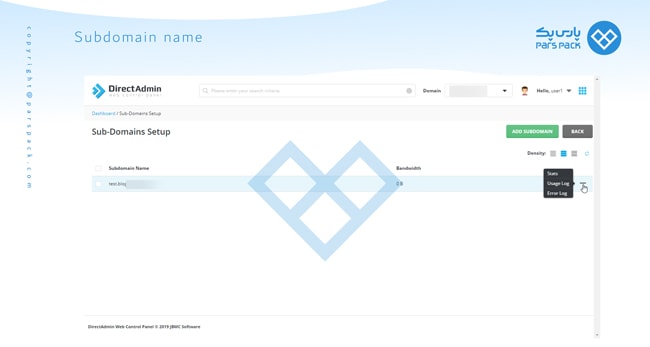 Subdomain name
پارس پک
PARS PACK
copyright@parspack.com
DirectAdmin
web control panel
Please enter your search criteria
Domain
Hello, user1
Dashboard / Sub-Domains Setup
Sub-Domains Setup
ADD SUBDOMAIN
BACK
Density:
Subdomain Name
Bandwidth
test.blog
0 B
Stats
Usage Log
Error Log
DirectAdmin Web Control Panel © 2019 JBMC Software